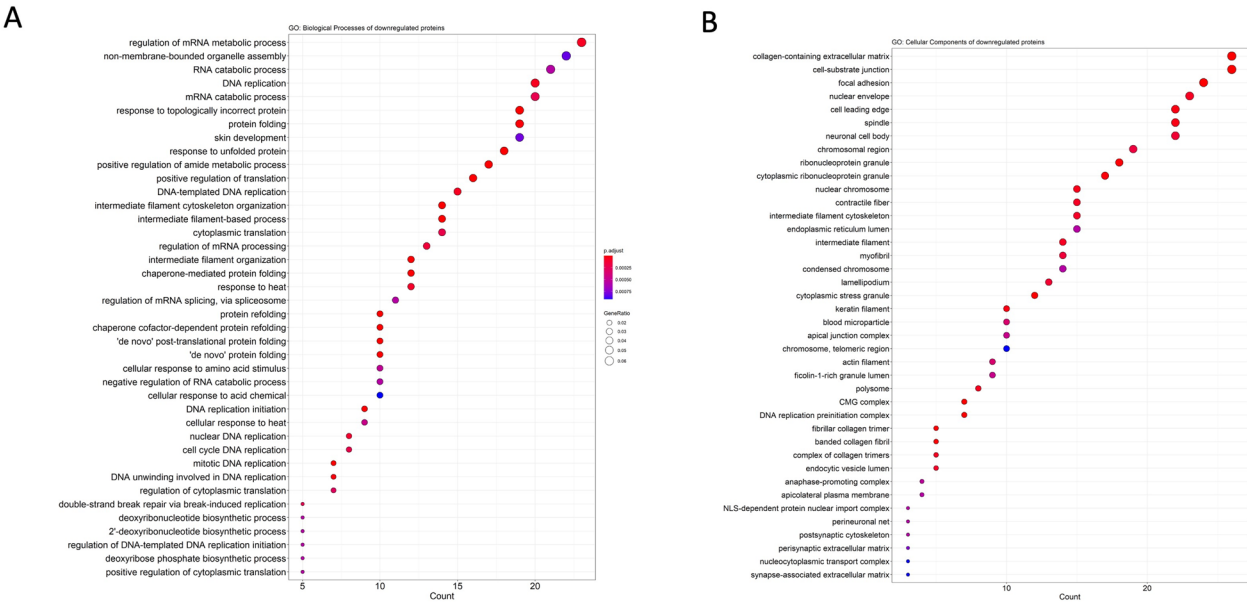 A
GO: Biological Processes of downregulated proteins
regulation of mRNA metabolic process
non-membrane-bounded organelle assembly
RNA catabolic process
DNA replication
mRNA catabolic process
response to topologically incorrect protein
protein folding
skin development
response to unfolded protein
positive regulation of amide metabolic process
positive regulation of translation
DNA-templated DNA replication
intermediate filament cytoskeleton organization
intermediate filament-based process
cytoplasmic translation
regulation of mRNA processing
intermediate filament organization
chaperone-mediated protein folding
response to heat
regulation of mRNA splicing, via spliceosome
protein refolding
chaperone cofactor-dependent protein refolding
'de novo' post-translational protein folding
'de novo' protein folding
cellular response to amino acid stimulus
negative regulation of RNA catabolic process
cellular response to acid chemical
DNA replication initiation
cellular response to heat
nuclear DNA replication
cell cycle DNA replication
mitotic DNA replication
DNA unwinding involved in DNA replication
regulation of cytoplasmic translation
double-strand break repair via break-induced replication
deoxyribonucleotide biosynthetic process
2'-deoxyribonucleotide biosynthetic process
regulation of DNA-templated DNA replication initiation
deoxyribose phosphate biosynthetic process
positive regulation of cytoplasmic translation
5 10 15 20
Count
p.adjust
0.00025
0.00050
0.00075
GeneRatio
0.02
0.03
0.04
0.05
0.06
B
GO: Cellular Components of downregulated proteins
collagen-containing extracellular matrix
cell-substrate junction
focal adhesion
nuclear envelope
cell leading edge
spindle
neuronal cell body
chromosomal region
ribonucleoprotein granule
cytoplasmic ribonucleoprotein granule
nuclear chromosome
contractile fiber
intermediate filament cytoskeleton
endoplasmic reticulum lumen
intermediate filament
myofibril
condensed chromosome
lamellipodium
cytoplasmic stress granule
keratin filament
blood microparticle
apical junction complex
chromosome, telomeric region
actin filament
ficolin-1-rich granule lumen
polysome
CMG complex
DNA replication preinitiation complex
fibrillar collagen trimer
banded collagen fibril
complex of collagen trimers
endocytic vesicle lumen
anaphase-promoting complex
apicolateral plasma membrane
NLS-dependent protein nuclear import complex
perineuronal net
postsynaptic cytoskeleton
perisynaptic extracellular matrix
nucleocytoplasmic transport complex
synapse-associated extracellular matrix
10 20
Count